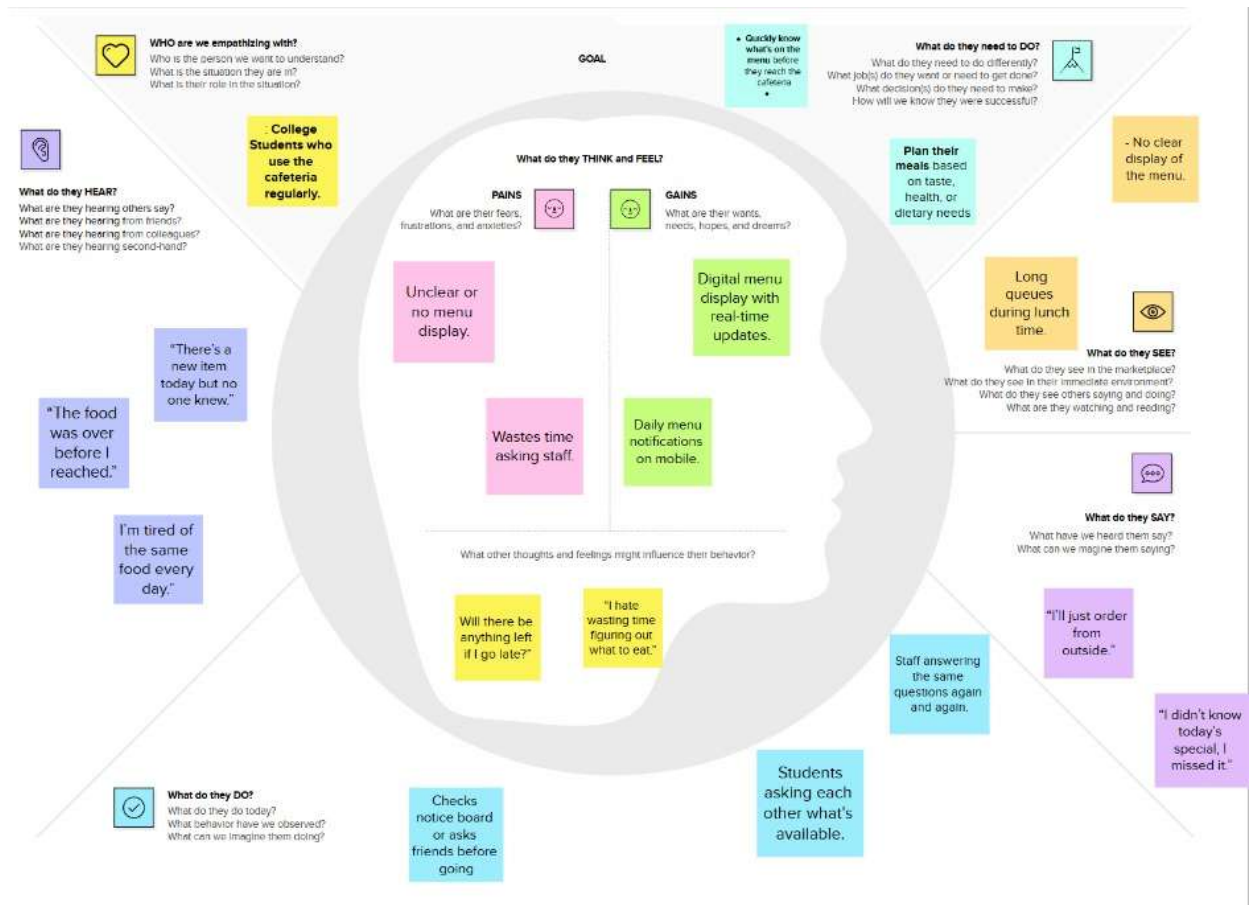 WHO are we empathizing with?
Who is the person we want to understand?
What is the situation they are in?
What is their role in the situation?
: College
Students who
use the
cafeteria
regularly.
GOAL
• Quickly know
what's on the
menu before
they reach the
cafeteria
•
What do they need to DO?
What do they need to do differently?
What job(s) do they want or need to get done?
What decision(s) do they need to make?
How will we know they were successful?
Plan their
meals based
on taste,
health, or
dietary needs
- No clear
display of
the menu.
Long
queues
during lunch
time.
What do they SEE?
What do they see in the marketplace?
What do they see in their immediate environment?
What do they see others saying and doing?
What are they watching and reading?
What do they SAY?
What have we heard them say?
What can we imagine them saying?
"I'll just order
from
outside."
"I didn't know
today's
special, I
missed it."
What do they DO?
What do they do today?
What behavior have we observed?
What can we imagine them doing?
Checks
notice board
or asks
friends before
going
Students
asking each
other what's
available.
Staff answering
the same
questions again
and again.
What do they HEAR?
What are they hearing others say?
What are they hearing from friends?
What are they hearing from colleagues?
What are they hearing second-hand?
"There's a
new item
today but no
one knew."
"The food
was over
before I
reached."
I'm tired of
the same
food every
day."
What do they THINK and FEEL?
PAINS
What are their fears,
frustrations, and anxieties?
Unclear or
no menu
display.
Wastes time
asking staff.
GAINS
What are their wants,
needs, hopes, and dreams?
Digital menu
display with
real-time
updates.
Daily menu
notifications
on mobile.
What other thoughts and feelings might influence their behavior?
Will there be
anything left
if I go late?"
"I hate
wasting time
figuring out
what to eat."